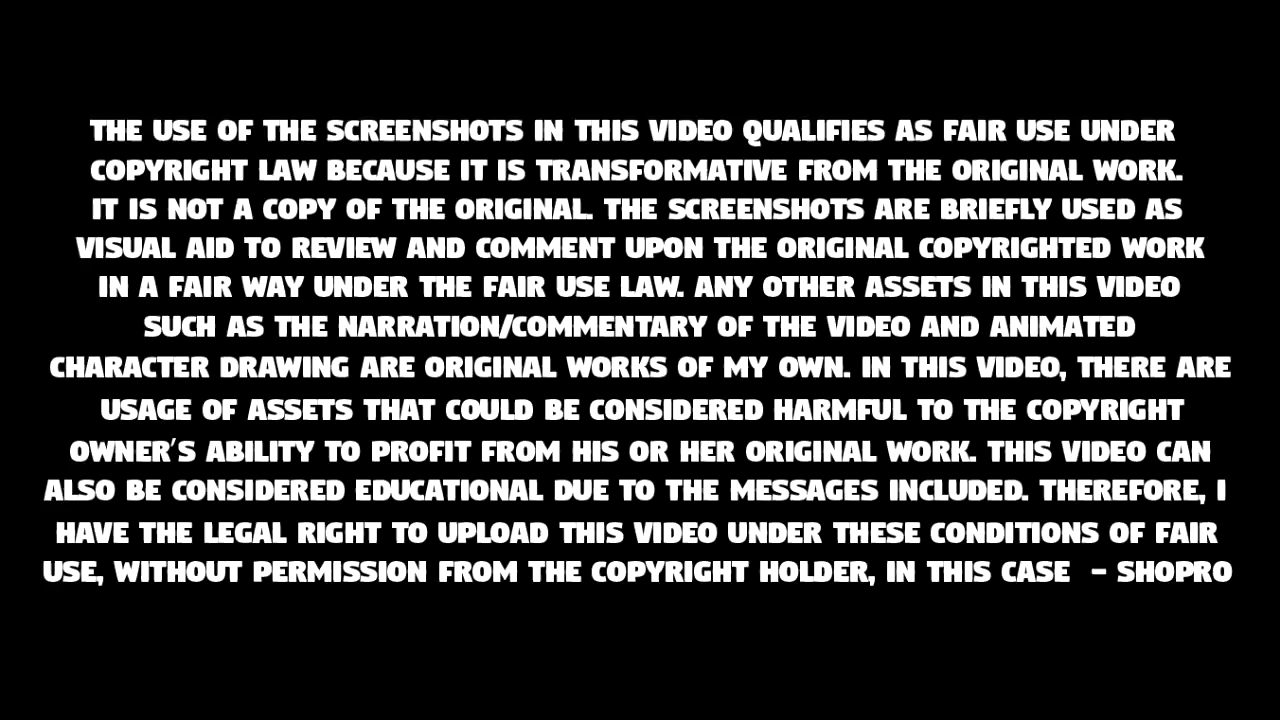 THE USE OF THE SCREENSHOTS IN THIS VIDEO QUALIFIES AS FAIR USE UNDER
COPYRIGHT LAW BECAUSE IT IS TRANSFORMATIVE FROM THE ORIGINAL WORK.
IT IS NOT A COPY OF THE ORIGINAL. THE SCREENSHOTS ARE BRIEFLY USED AS
VISUAL AID TO REVIEW AND COMMENT UPON THE ORIGINAL COPYRIGHTED WORK
IN A FAIR WAY UNDER THE FAIR USE LAW. ANY OTHER ASSETS IN THIS VIDEO
SUCH AS THE NARRATION/COMMENTARY OF THE VIDEO AND ANIMATED
CHARACTER DRAWING ARE ORIGINAL WORKS OF MY OWN. IN THIS VIDEO, THERE ARE
USAGE OF ASSETS THAT COULD BE CONSIDERED HARMFUL TO THE COPYRIGHT
OWNER'S ABILITY TO PROFIT FROM HIS OR HER ORIGINAL WORK. THIS VIDEO CAN
ALSO BE CONSIDERED EDUCATIONAL DUE TO THE MESSAGES INCLUDED. THEREFORE, I
HAVE THE LEGAL RIGHT TO UPLOAD THIS VIDEO UNDER THESE CONDITIONS OF FAIR
USE, WITHOUT PERMISSION FROM THE COPYRIGHT HOLDER, IN THIS CASE - SHOPRO